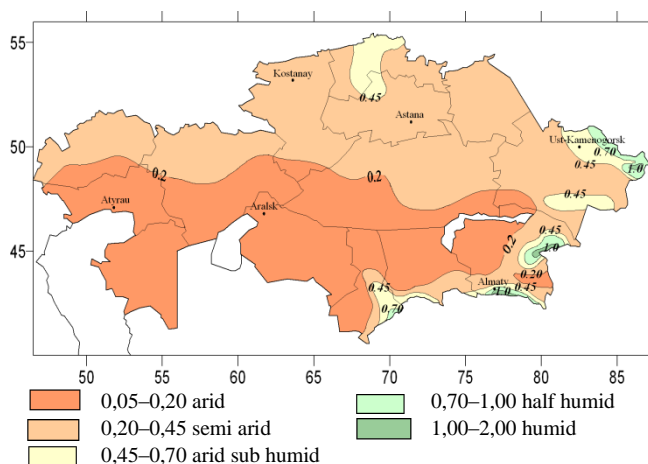 55
Kostanay
0.45
Astana
50
Ust-Kamenogorsk
0.70
0.45
1.0
0.2
0.2
Atyrau
Aralsk
0.45
0.45
1.0
0.2
45
0.20
Almaty
0.45
1.0
0.45
0,70
50 55 60 65 70 75 80 85
0,05–0,20 arid
0,70–1,00 half humid
0,20–0,45 semi arid
1,00–2,00 humid
0,45–0,70 arid sub humid